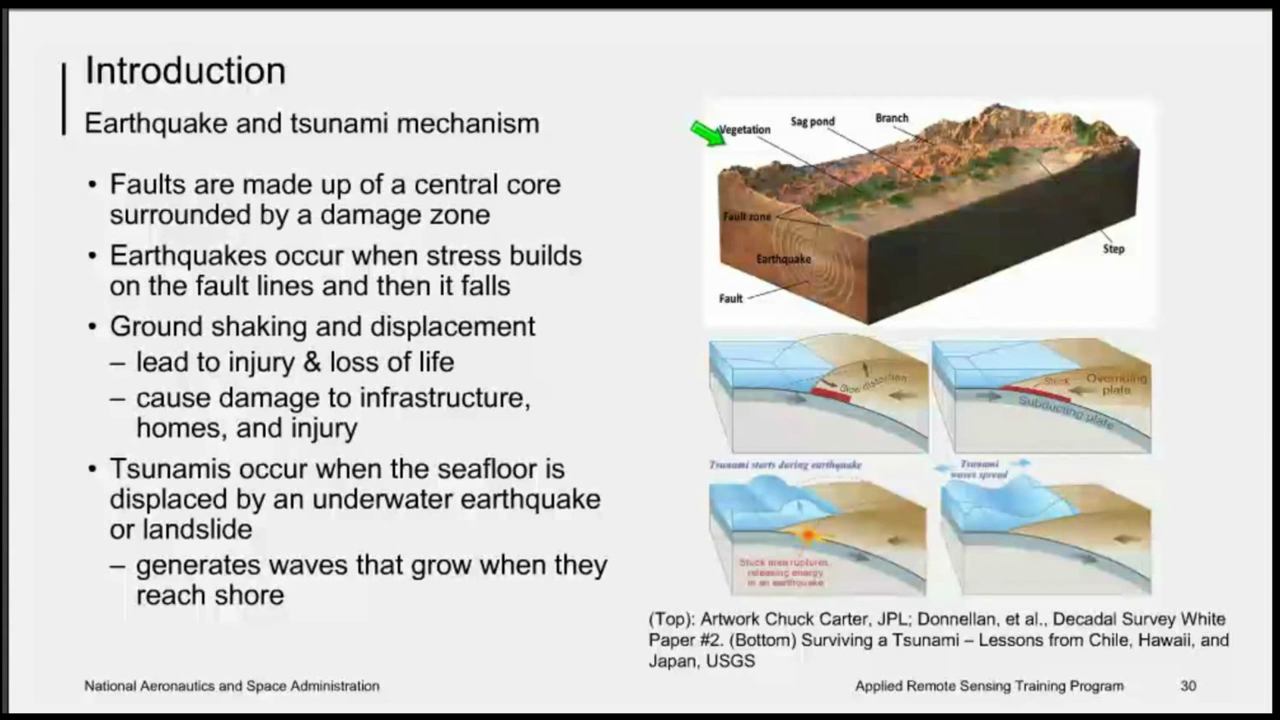 Introduction
Earthquake and tsunami mechanism
• Faults are made up of a central core
surrounded by a damage zone
• Earthquakes occur when stress builds
on the fault lines and then it falls
• Ground shaking and displacement
– lead to injury & loss of life
– cause damage to infrastructure,
homes, and injury
• Tsunamis occur when the seafloor is
displaced by an underwater earthquake
or landslide
– generates waves that grow when they
reach shore
Vegetation
Sag pond
Branch
Fault zone
Earthquake
Fault
Step
Slow distortion
Stuck
Overriding
plate
Subducting plate
Tsunami starts during earthquake
Tsunami
waves spread
Stuck area ruptures,
releasing energy
in an earthquake
(Top): Artwork Chuck Carter, JPL; Donnellan, et al., Decadal Survey White
Paper #2. (Bottom) Surviving a Tsunami – Lessons from Chile, Hawaii, and
Japan, USGS
National Aeronautics and Space Administration
Applied Remote Sensing Training Program
30